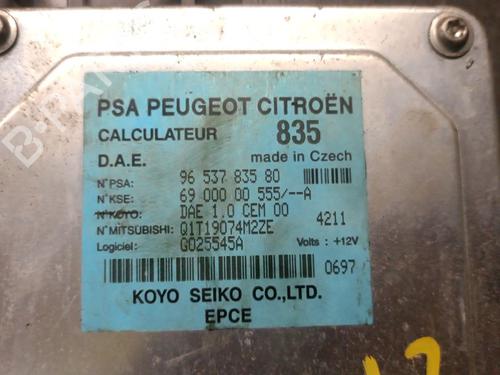 PSA PEUGEOT CITROËN
CALCULATEUR 835
D.A.E. made in Czech
N°PSA: 96 537 835 80
N°KSE: 69 000 00 555/--A
N°KOYO: DAE 1.0 CEM 00 4211
N°MITSUBISHI: Q1T19074M2ZE
Logiciel: G025545A Volts : +12V
0697
KOYO SEIKO CO.,LTD.
EPCE